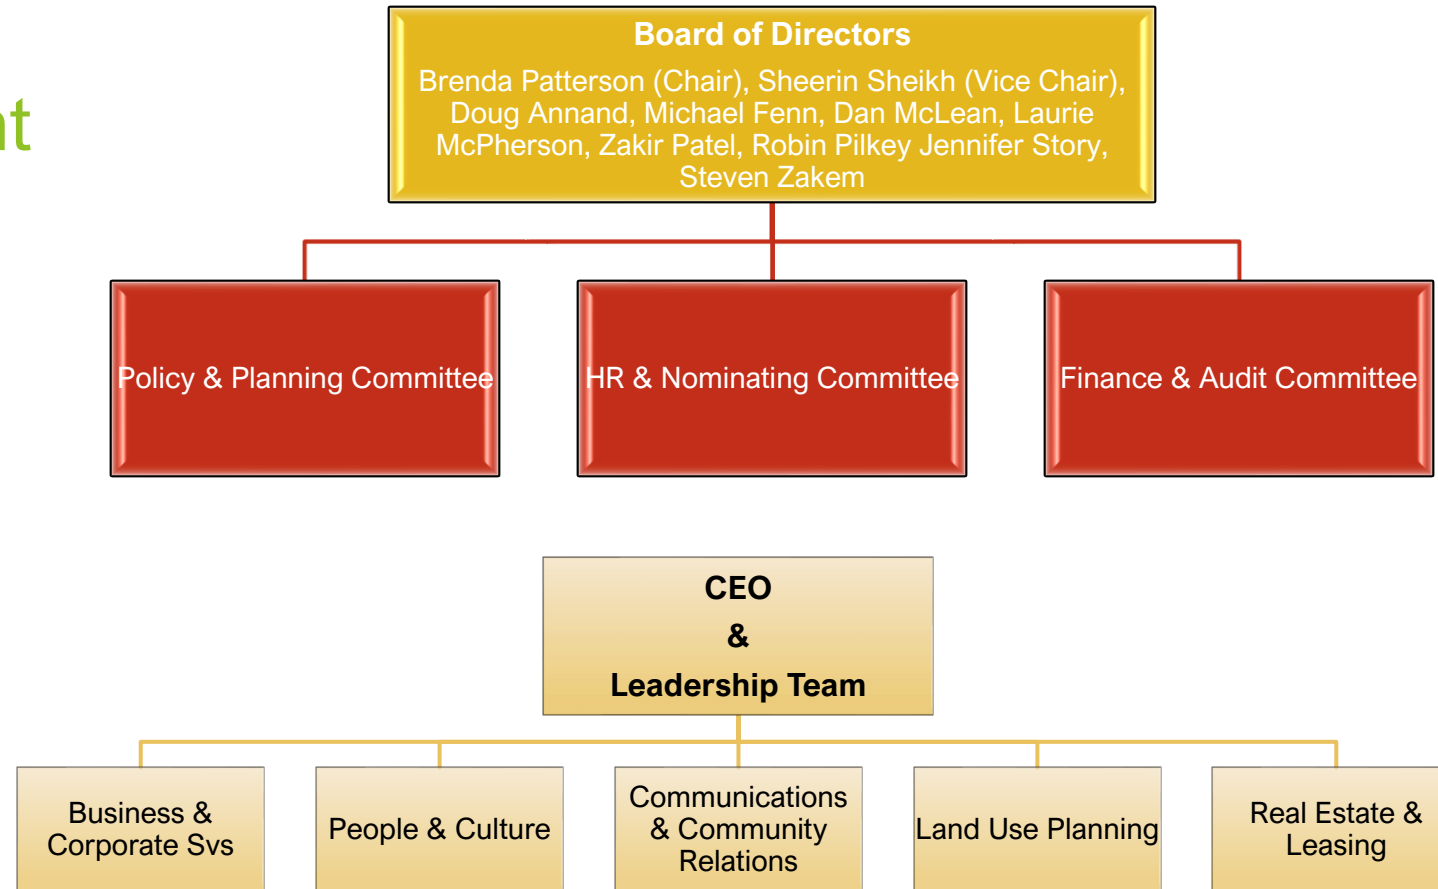 nt
Board of Directors
Brenda Patterson (Chair), Sheerin Sheikh (Vice Chair),
Doug Annand, Michael Fenn, Dan McLean, Laurie
McPherson, Zakir Patel, Robin Pilkey Jennifer Story,
Steven Zakem
Policy & Planning Committee
HR & Nominating Committee
Finance & Audit Committee
CEO
&
Leadership Team
Business &
Corporate Svs
People & Culture
Communications
& Community
Relations
Land Use Planning
Real Estate &
Leasing